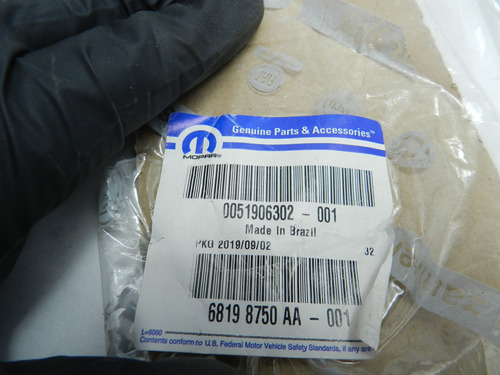 Genuine Parts & Accessories™
MOPAR®
0051906302 - 001
Made In Brazil
PKG 2019/09/02 32
6819 8750 AA - 001
L=6060
Contents conform to U.S. Federal Motor Vehicle Safety Standards, if any are